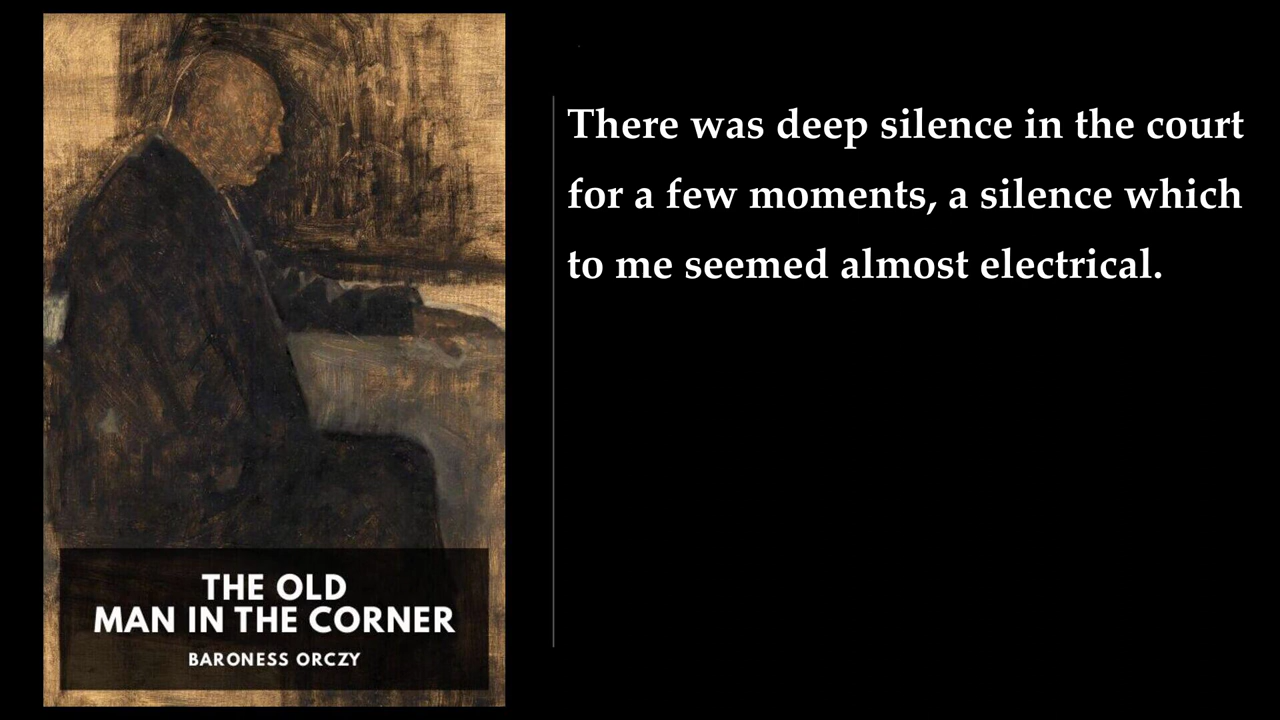 THE OLD
MAN IN THE CORNER
BARONESS ORCZY
There was deep silence in the court
for a few moments, a silence which
to me seemed almost electrical.